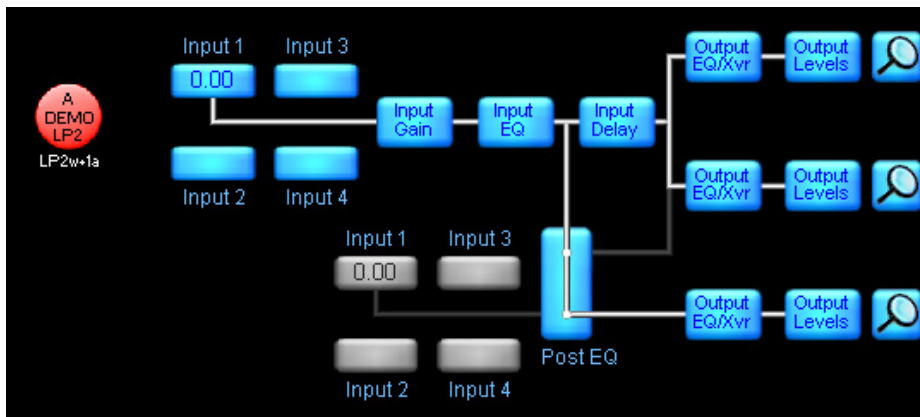 Input 1
Input 3
0.00
A
DEMO
LP2
LP2w+1a
Input 2
Input 4
Input
Gain
Input
EQ
Input
Delay
Output
EQ/Xvr
Output
Levels
Output
EQ/Xvr
Output
Levels
Input 1
Input 3
0.00
Input 2
Input 4
Post EQ
Output
EQ/Xvr
Output
Levels